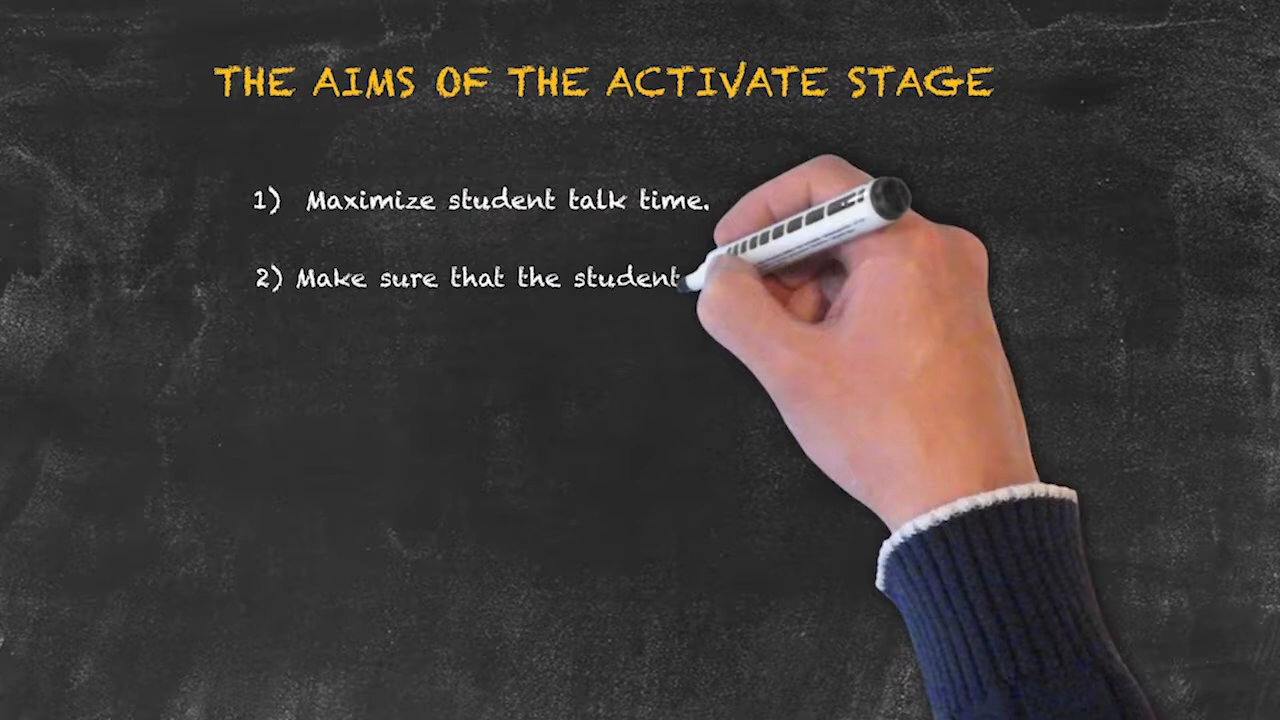 THE AIMS OF THE ACTIVATE STAGE
1) Maximize student talk time.
2) Make sure that the student